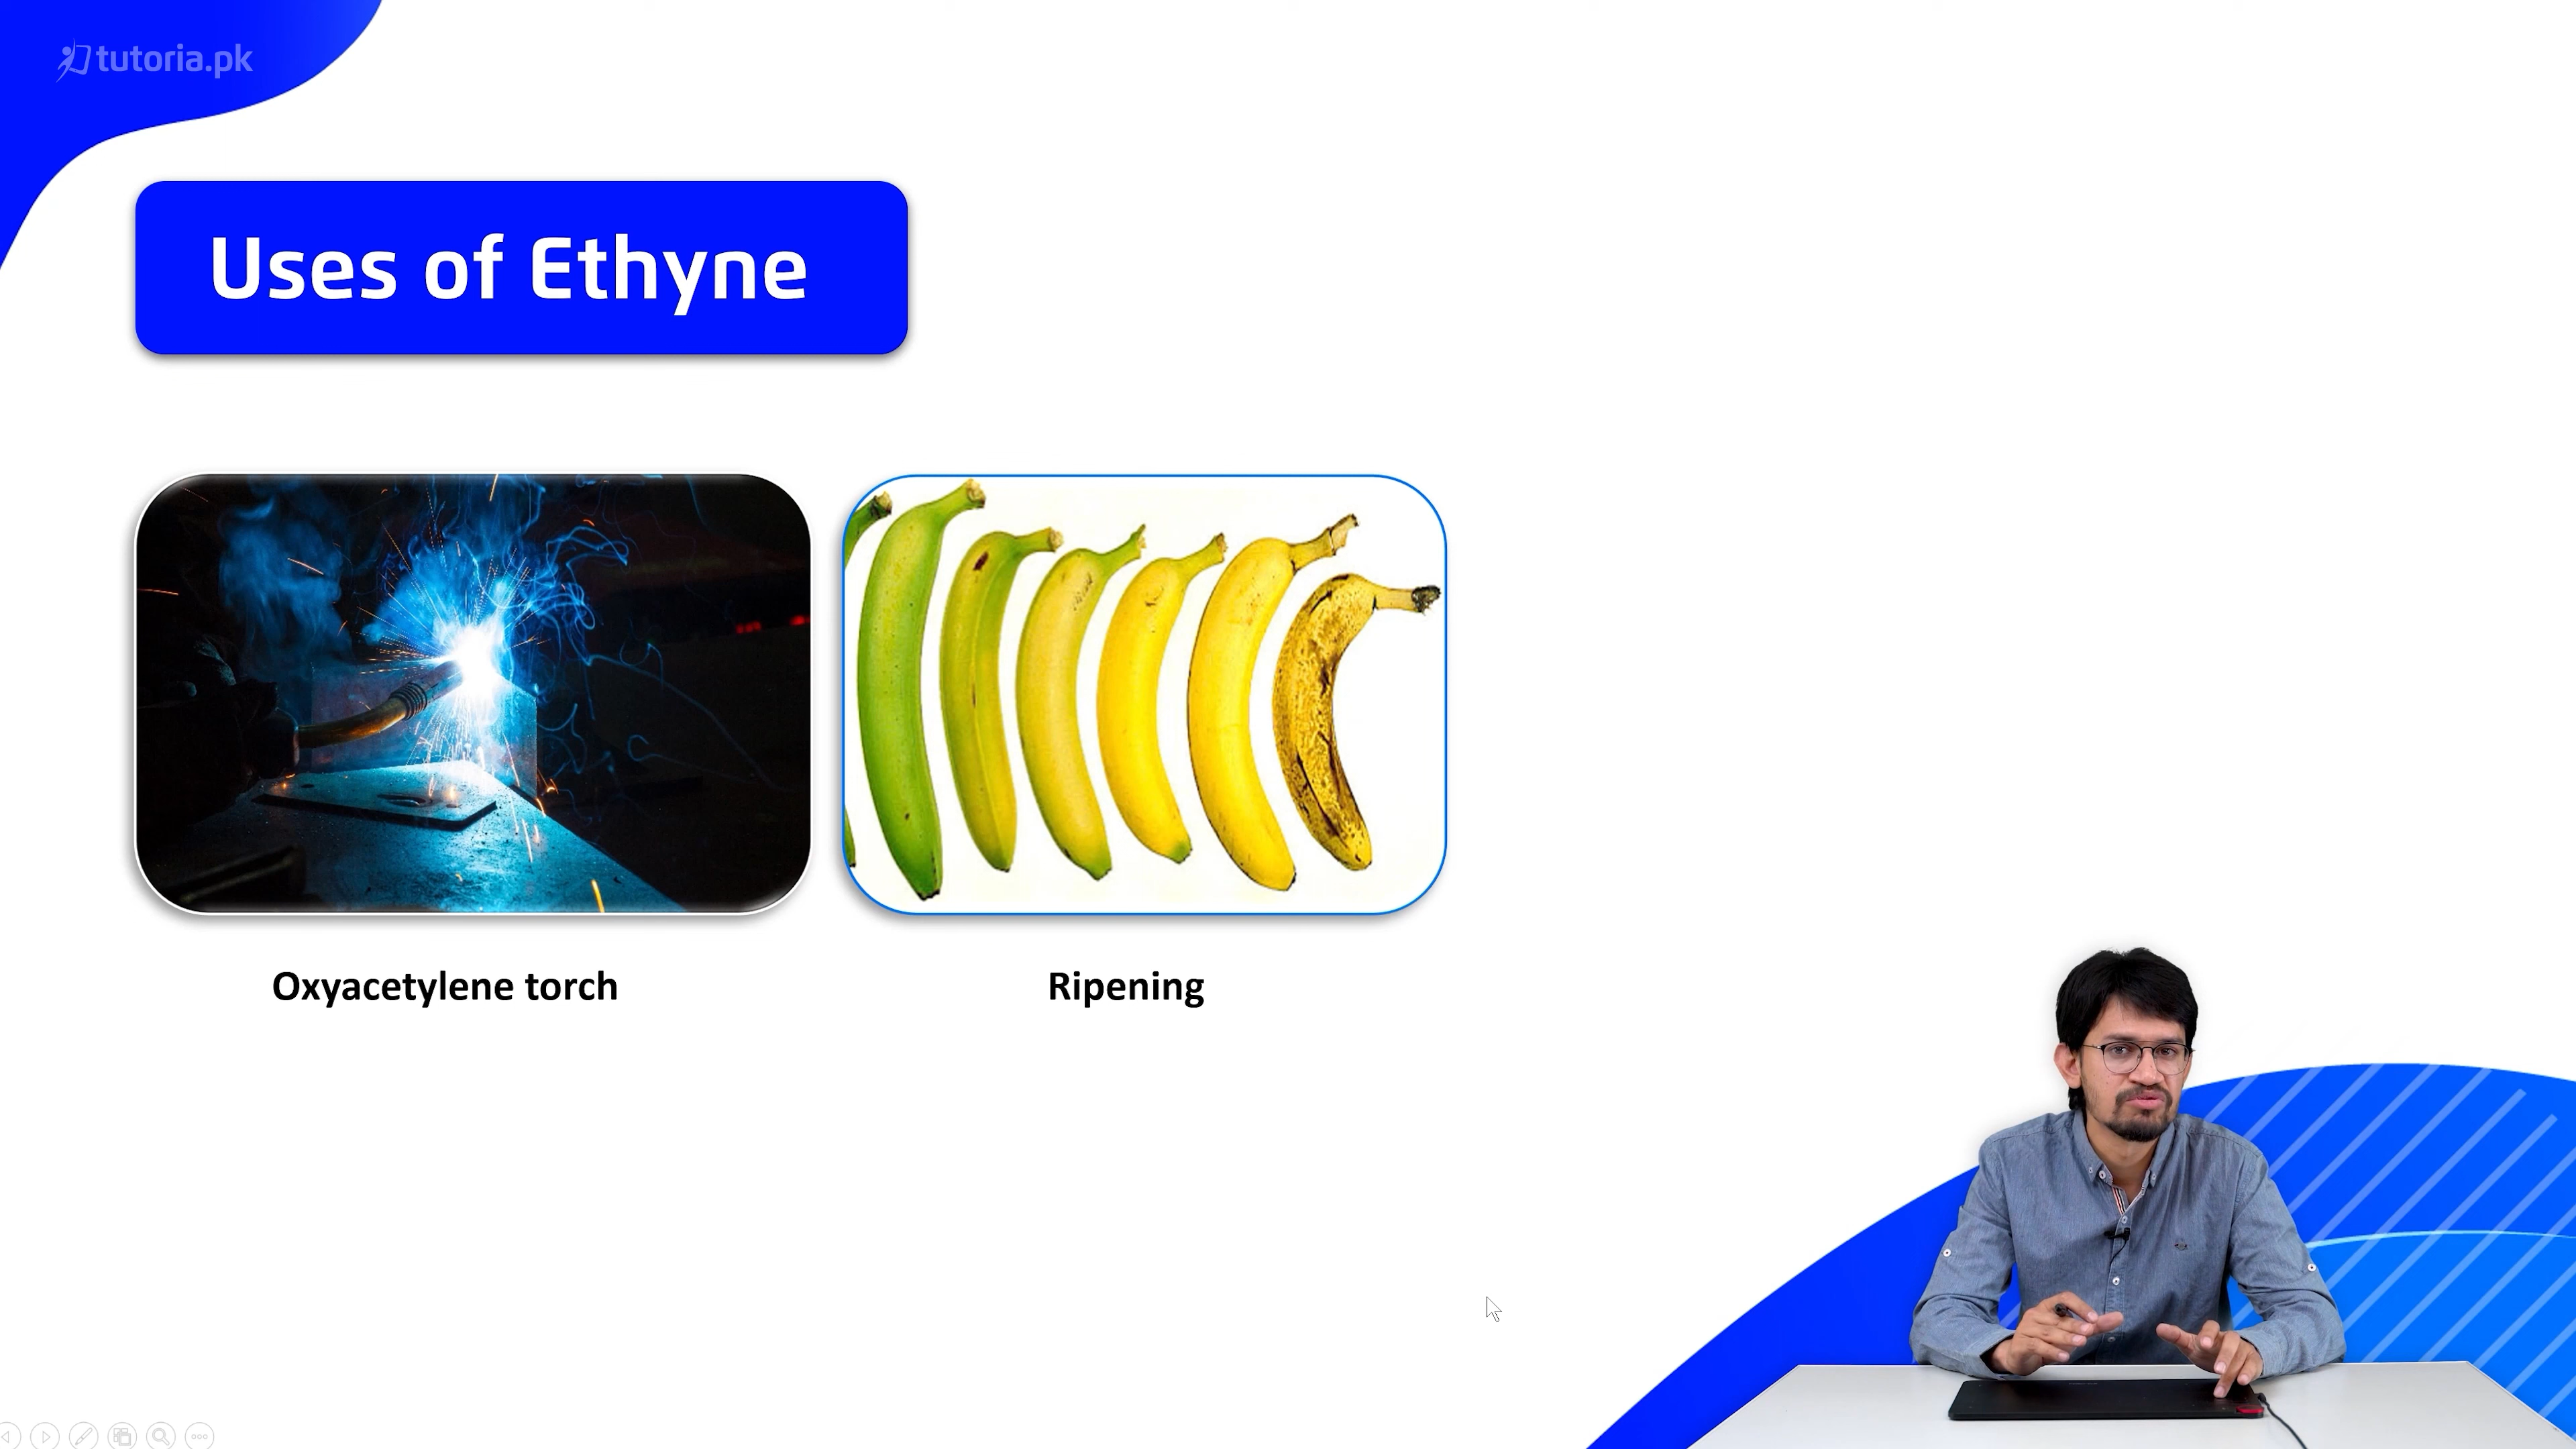 tutoria.pk
Uses of Ethyne
Oxyacetylene torch
Ripening